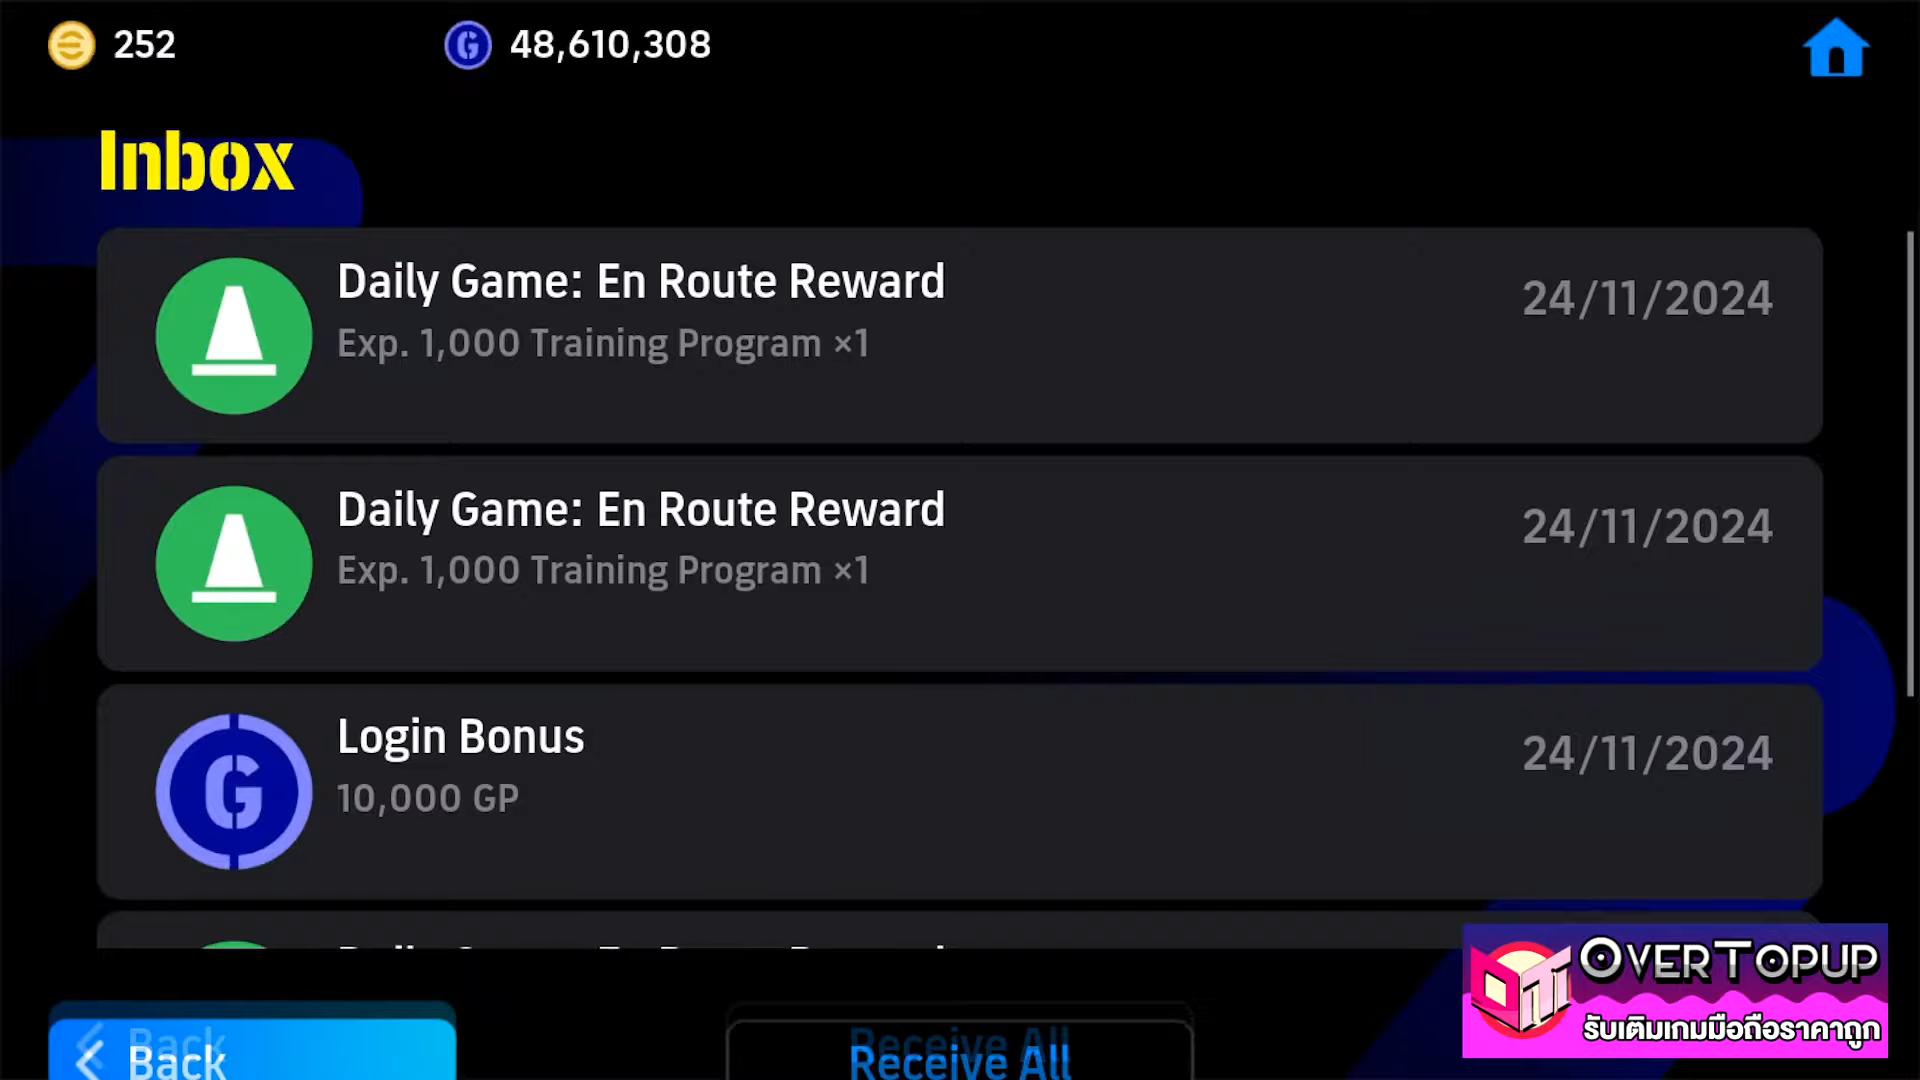 252
48,610,308
Inbox
Daily Game: En Route Reward
24/11/2024
Exp. 1,000 Training Program ×1
Daily Game: En Route Reward
24/11/2024
Exp. 1,000 Training Program ×1
Login Bonus
24/11/2024
10,000 GP
OVERTOPUP
รับเติมเกมมือถือราคาถูก
Back
Receive All